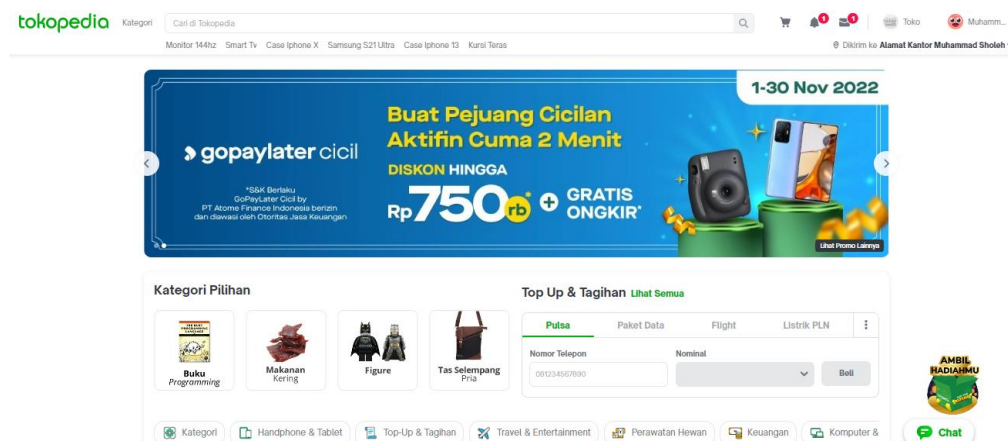 tokopedia Kategori Cari di Tokopedia 1 1 Toko Muhamm...
Monitor 144hz Smart Tv Case Iphone X Samsung S21 Ultra Case Iphone 13 Kursi Teras
Dikirim ke Alamat Kantor Muhammad Sholeh
1-30 Nov 2022
gopaylater cicil
*S&K Berlaku
GoPayLater Cicil by
PT Atome Finance Indonesia berizin
dan diawasi oleh Otoritas Jasa Keuangan
Buat Pejuang Cicilan
Aktifin Cuma 2 Menit
DISKON HINGGA
Rp750rb* + GRATIS ONGKIR*
Lihat Promo Lainnya
Kategori Pilihan
Buku
Programming
Makanan
Kering
Figure
Tas Selempang
Pria
Top Up & Tagihan Lihat Semua
Pulsa Paket Data Flight Listrik PLN
Nomor Telepon Nominal
081234567890 Beli
AMBIL
HADIAHMU
Kategori Handphone & Tablet Top-Up & Tagihan Travel & Entertainment Perawatan Hewan Keuangan Komputer &
Chat